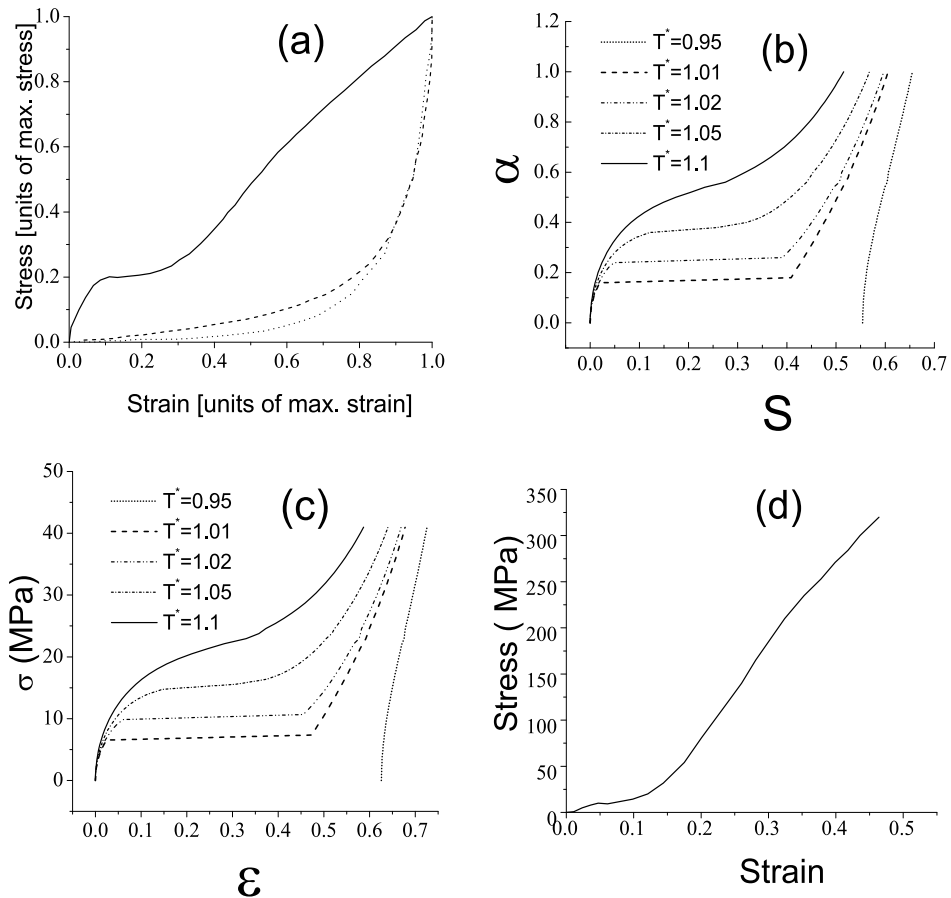 (a)
Stress [units of max. stress]
1.0
0.8
0.6
0.4
0.2
0.0
0.0 0.2 0.4 0.6 0.8 1.0
Strain [units of max. strain]
(b)
T*=0.95
T*=1.01
T*=1.02
T*=1.05
T*=1.1
α
1.2
1.0
0.8
0.6
0.4
0.2
0.0
0.0 0.1 0.2 0.3 0.4 0.5 0.6 0.7
S
(c)
T*=0.95
T*=1.01
T*=1.02
T*=1.05
T*=1.1
σ (MPa)
50
40
30
20
10
0
0.0 0.1 0.2 0.3 0.4 0.5 0.6 0.7
ε
(d)
Stress ( MPa)
350
300
250
200
150
100
50
0
0.0 0.1 0.2 0.3 0.4 0.5
Strain